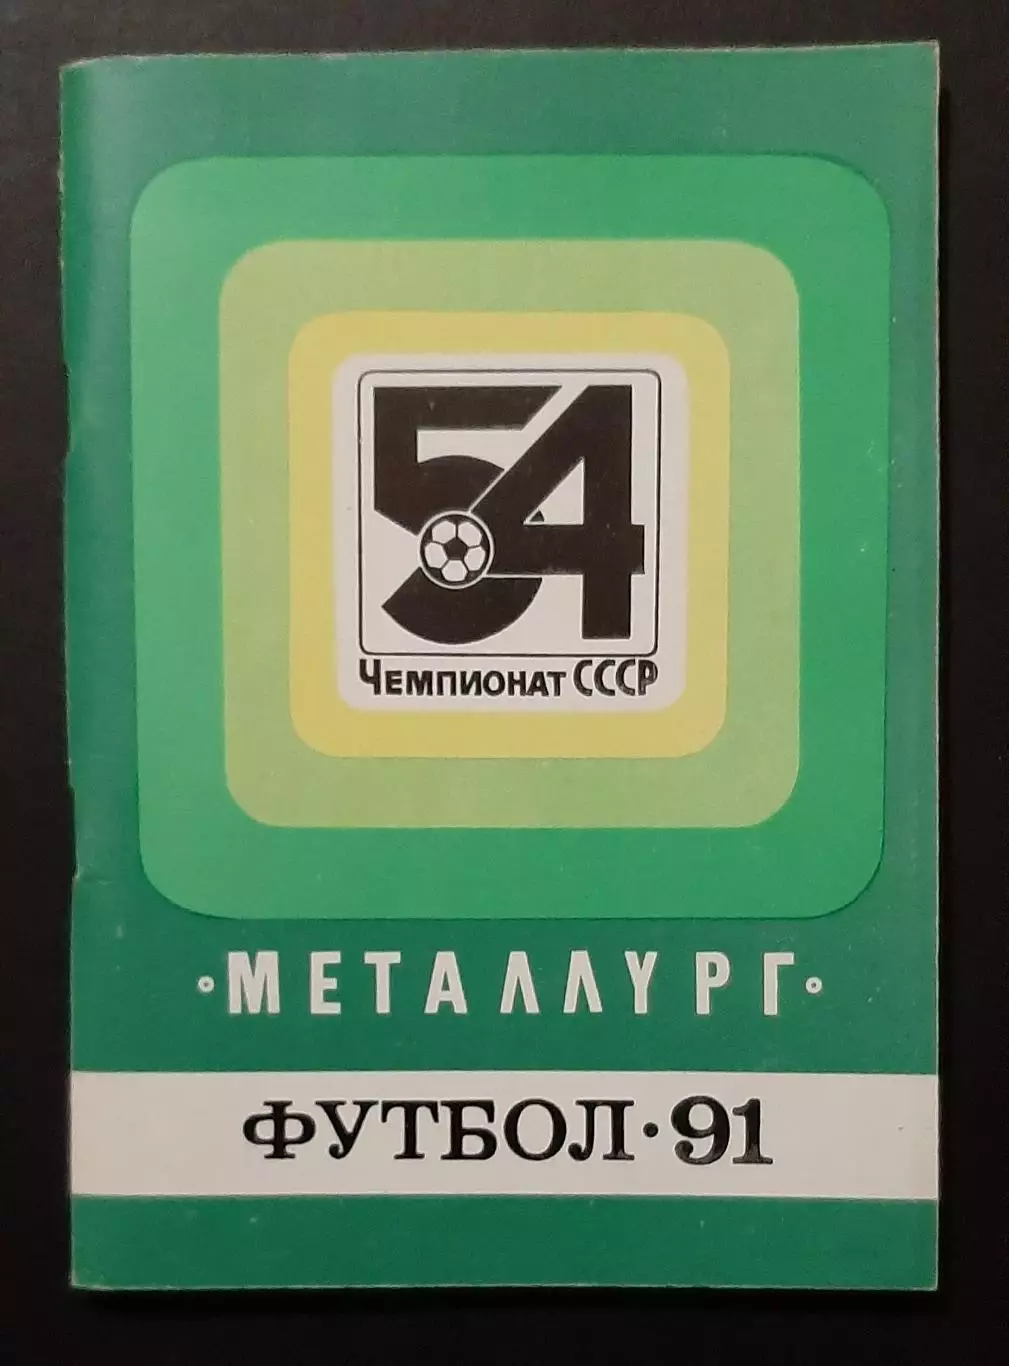 54
Чемпионат СССР
•МЕТАЛЛУРГ•
ФУТБОЛ•91